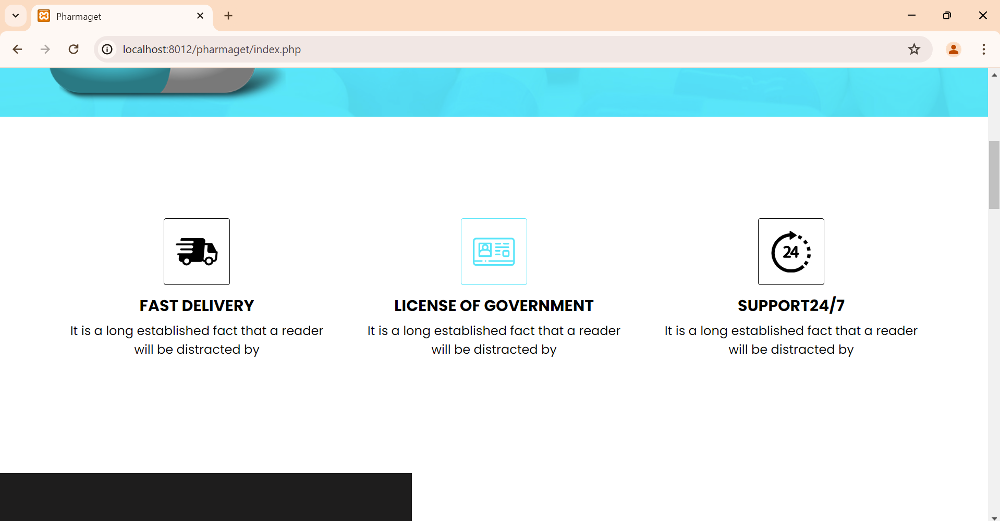 Pharmaget
localhost:8012/pharmaget/index.php
24
FAST DELIVERY
It is a long established fact that a reader
will be distracted by
LICENSE OF GOVERNMENT
It is a long established fact that a reader
will be distracted by
SUPPORT24/7
It is a long established fact that a reader
will be distracted by